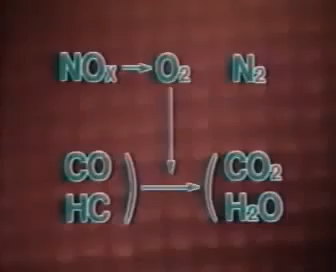 NOx → O₂ N₂
CO CO₂
HC → H₂O